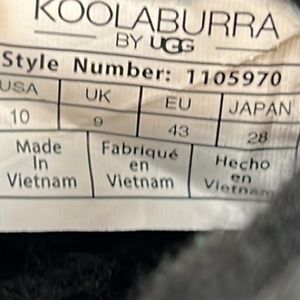 KOOLABURRA
BY UGG
Style Number: 1105970
USA UK EU JAPAN
10 9 43 28
Made Fabriqué Hecho
In en en
Vietnam Vietnam Vietnam